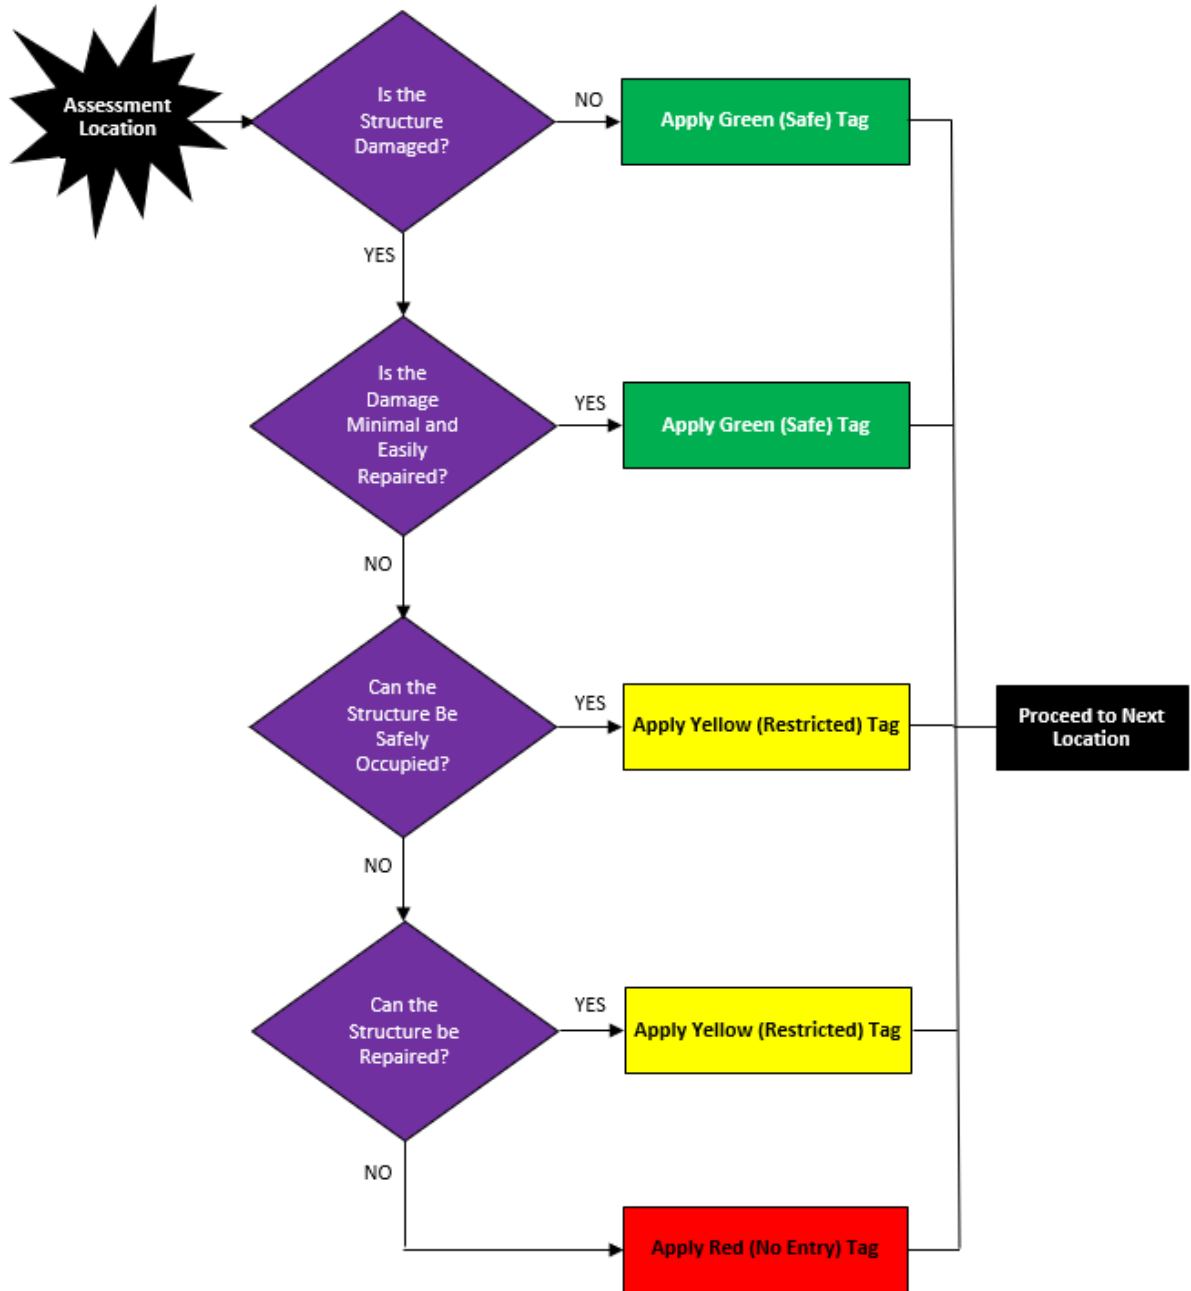 Assessment
Location
Is the
Structure
Damaged?
NO
Apply Green (Safe) Tag
YES
Is the
Damage
Minimal and
Easily
Repaired?
YES
Apply Green (Safe) Tag
NO
Can the
Structure Be
Safely
Occupied?
YES
Apply Yellow (Restricted) Tag
Proceed to Next
Location
NO
Can the
Structure be
Repaired?
YES
Apply Yellow (Restricted) Tag
NO
Apply Red (No Entry) Tag